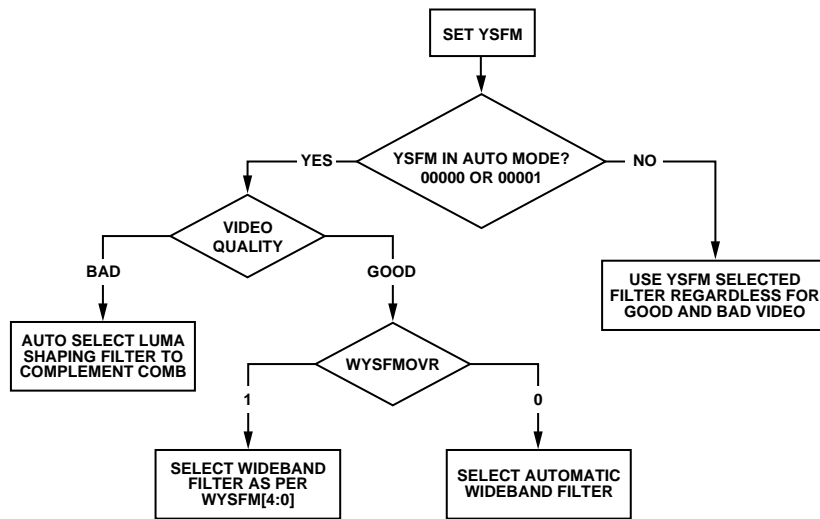 SET YSFM
YSFM IN AUTO MODE?
00000 OR 00001
YES
NO
VIDEO
QUALITY
BAD
GOOD
USE YSFM SELECTED
FILTER REGARDLESS FOR
GOOD AND BAD VIDEO
AUTO SELECT LUMA
SHAPING FILTER TO
COMPLEMENT COMB
WYSFMOVR
1
0
SELECT WIDEBAND
FILTER AS PER
WYSFM[4:0]
SELECT AUTOMATIC
WIDEBAND FILTER